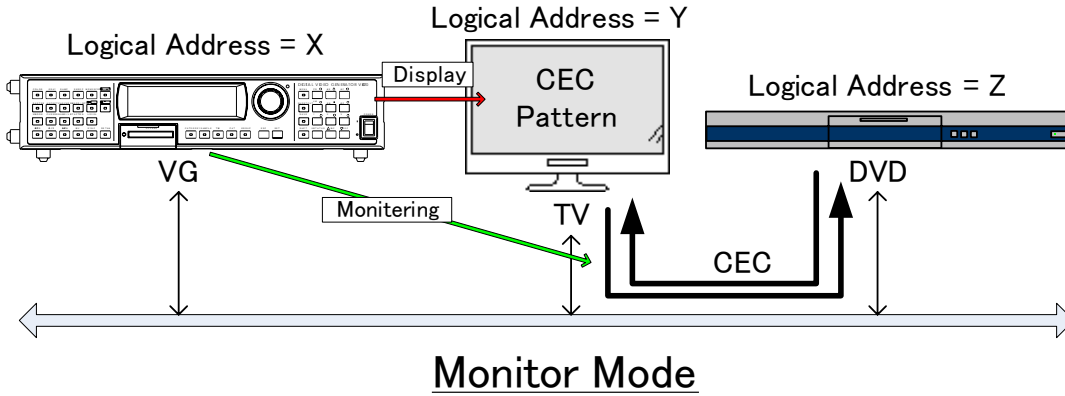 Logical Address = Y
Logical Address = X
Display
CEC
Pattern
Logical Address = Z
VG
DVD
Monitering
TV
CEC
Monitor Mode